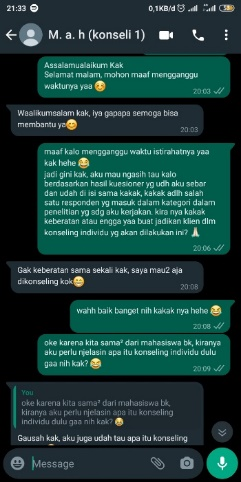 21:33
0,1KB/d
M. a. h (konseli 1)
Assalamualaikum Kak
Selamat malam, mohon maaf mengganggu
waktunya yaa 😊
20:03
Waalikumsalam kak, iya gapapa semoga bisa
membantu ya😊
20:03
maaf kalo mengganggu waktu istirahatnya yaa
kak hehe 😂
jadi gini kak, aku mau ngasih tau kalo
berdasarkan hasil kuesioner yg udh aku sebar
dan udah di isi sama kakak, kakak adlh salah
satu responden yg masuk dalam kategori dalam
penelitian yg adg aku kerjakan. kira nya kakak
keberatan atau engga yaa buat jadikan klien dlm
konseling individu yg akan dilakukan ini? 🙏🏻
20:06
Gak keberatan sama sekali kak, saya mau2 aja
dikonseling kok😄
20:08
wahh baik banget nih kakak nya hehe 😂
20:08
oke karena kita sama² dari mahasiswa bk, kiranya
aku perlu njelasin apa itu konseling individu dulu
gaa nih kak? 😂
20:09
You
oke karena kita sama² dari mahasiswa bk,
kiranya aku perlu njelasin apa itu konseling
individu dulu gaa nih kak? 😂
Gausah kak, aku juga udah tau apa itu konseling
Message